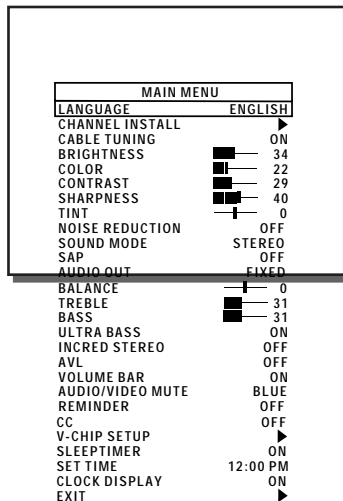 MAIN MENU
LANGUAGE ENGLISH
CHANNEL INSTALL
CABLE TUNING ON
BRIGHTNESS 34
COLOR 22
CONTRAST 29
SHARPNESS 40
TINT 0
NOISE REDUCTION OFF
SOUND MODE STEREO
SAP OFF
AUDIO OUT FIXED
BALANCE 0
TREBLE 31
BASS 31
ULTRA BASS ON
INCRED STEREO OFF
AVL OFF
VOLUME BAR ON
AUDIO/VIDEO MUTE BLUE
REMINDER OFF
CC OFF
V-CHIP SETUP
SLEEPTIMER ON
SET TIME 12:00 PM
CLOCK DISPLAY ON
EXIT